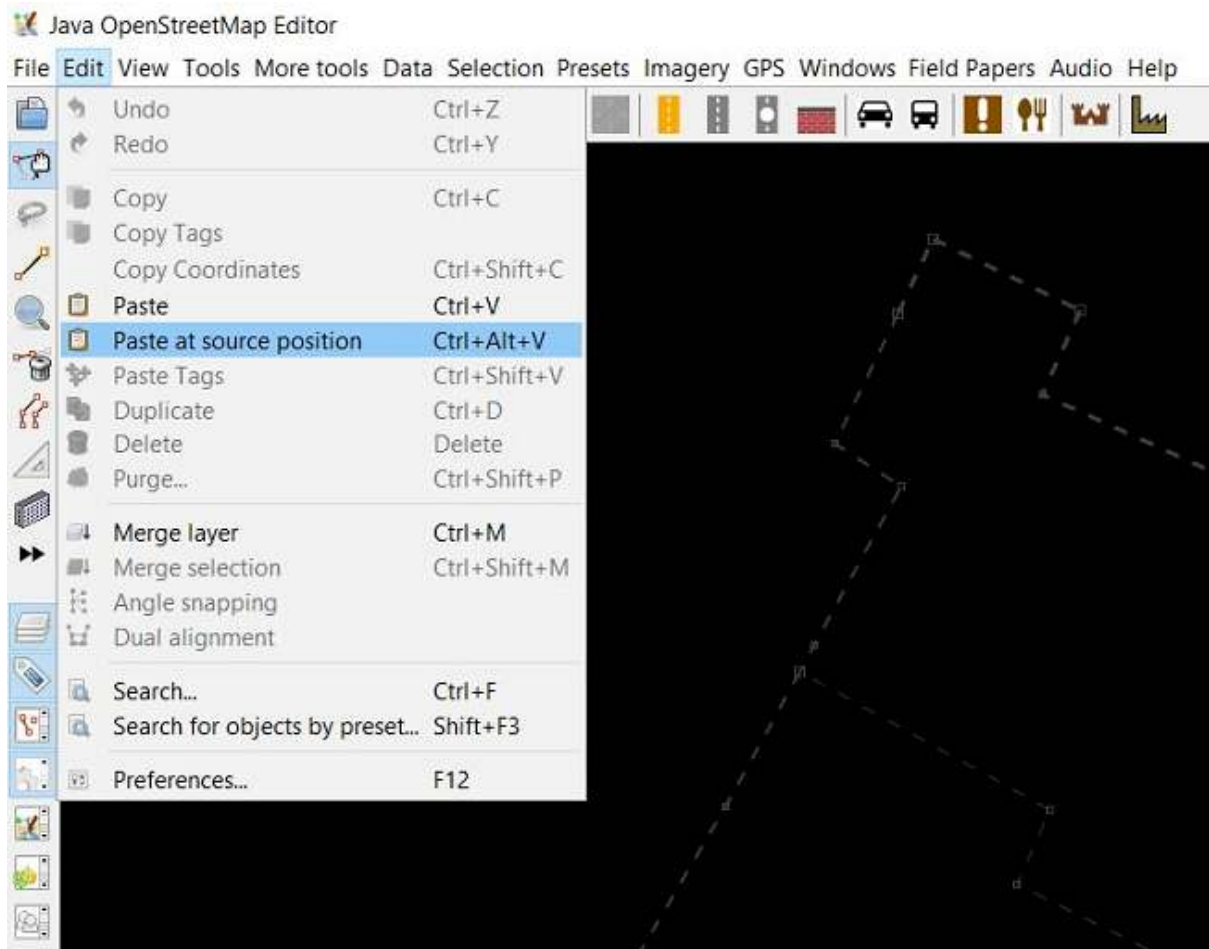 Java OpenStreetMap Editor
File Edit View Tools More tools Data Selection Presets Imagery GPS Windows Field Papers Audio Help
Undo Ctrl+Z
Redo Ctrl+Y
Copy Ctrl+C
Copy Tags
Copy Coordinates Ctrl+Shift+C
Paste Ctrl+V
Paste at source position Ctrl+Alt+V
Paste Tags Ctrl+Shift+V
Duplicate Ctrl+D
Delete Delete
Purge... Ctrl+Shift+P
Merge layer Ctrl+M
Merge selection Ctrl+Shift+M
Angle snapping
Dual alignment
Search... Ctrl+F
Search for objects by preset... Shift+F3
Preferences... F12